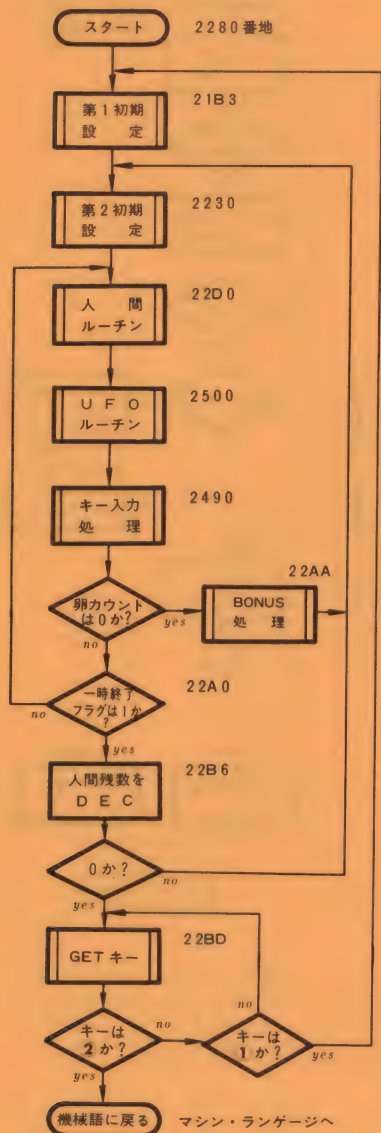 スタート
2280番地
第1初期
設 定
21B3
第2初期
設 定
2230
人 間
ルーチン
22D0
U F O
ルーチン
2500
キー入力
処 理
2490
卵カウント
は0か?
yes
no
BONUS
処 理
22AA
一時終了
フラグは1か
?
22A0
no
yes
人間残数を
D E C
22B6
0か?
no
yes
GET キー
22BD
no
キーは
2か?
no
キーは
1か?
yes
yes
機械語に戻る
マシン・ランゲージへ